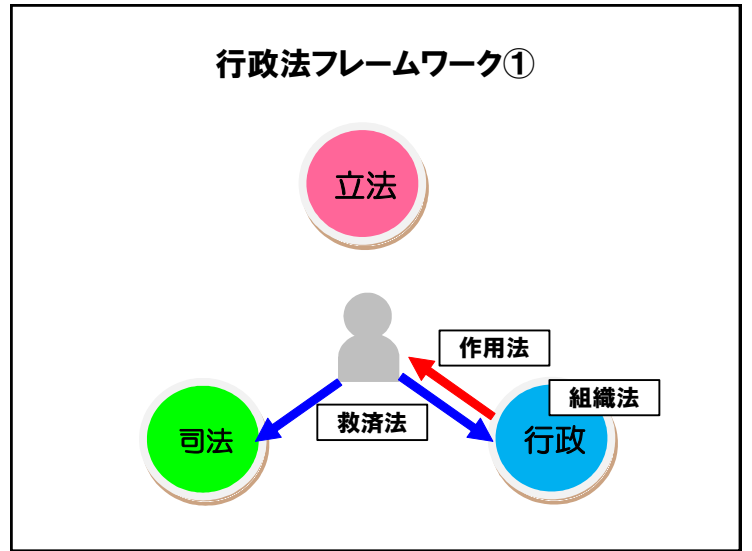 行政法フレームワーク①
立法
作用法
組織法
救済法
司法
行政